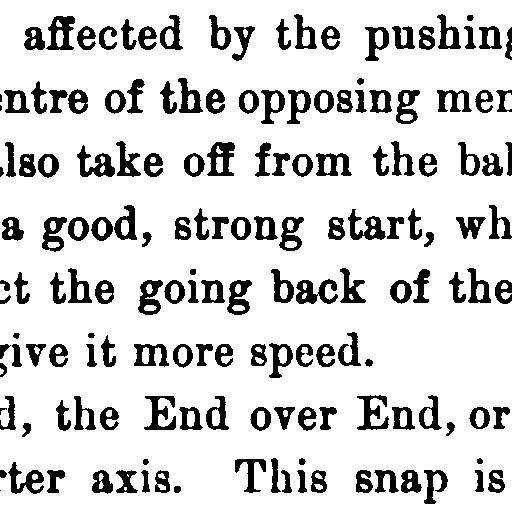 affected by the pushing
entre of the opposing men
also take off from the bal
a good, strong start, wh
ct the going back of the
give it more speed.
d, the End over End, or
rter axis. This snap is